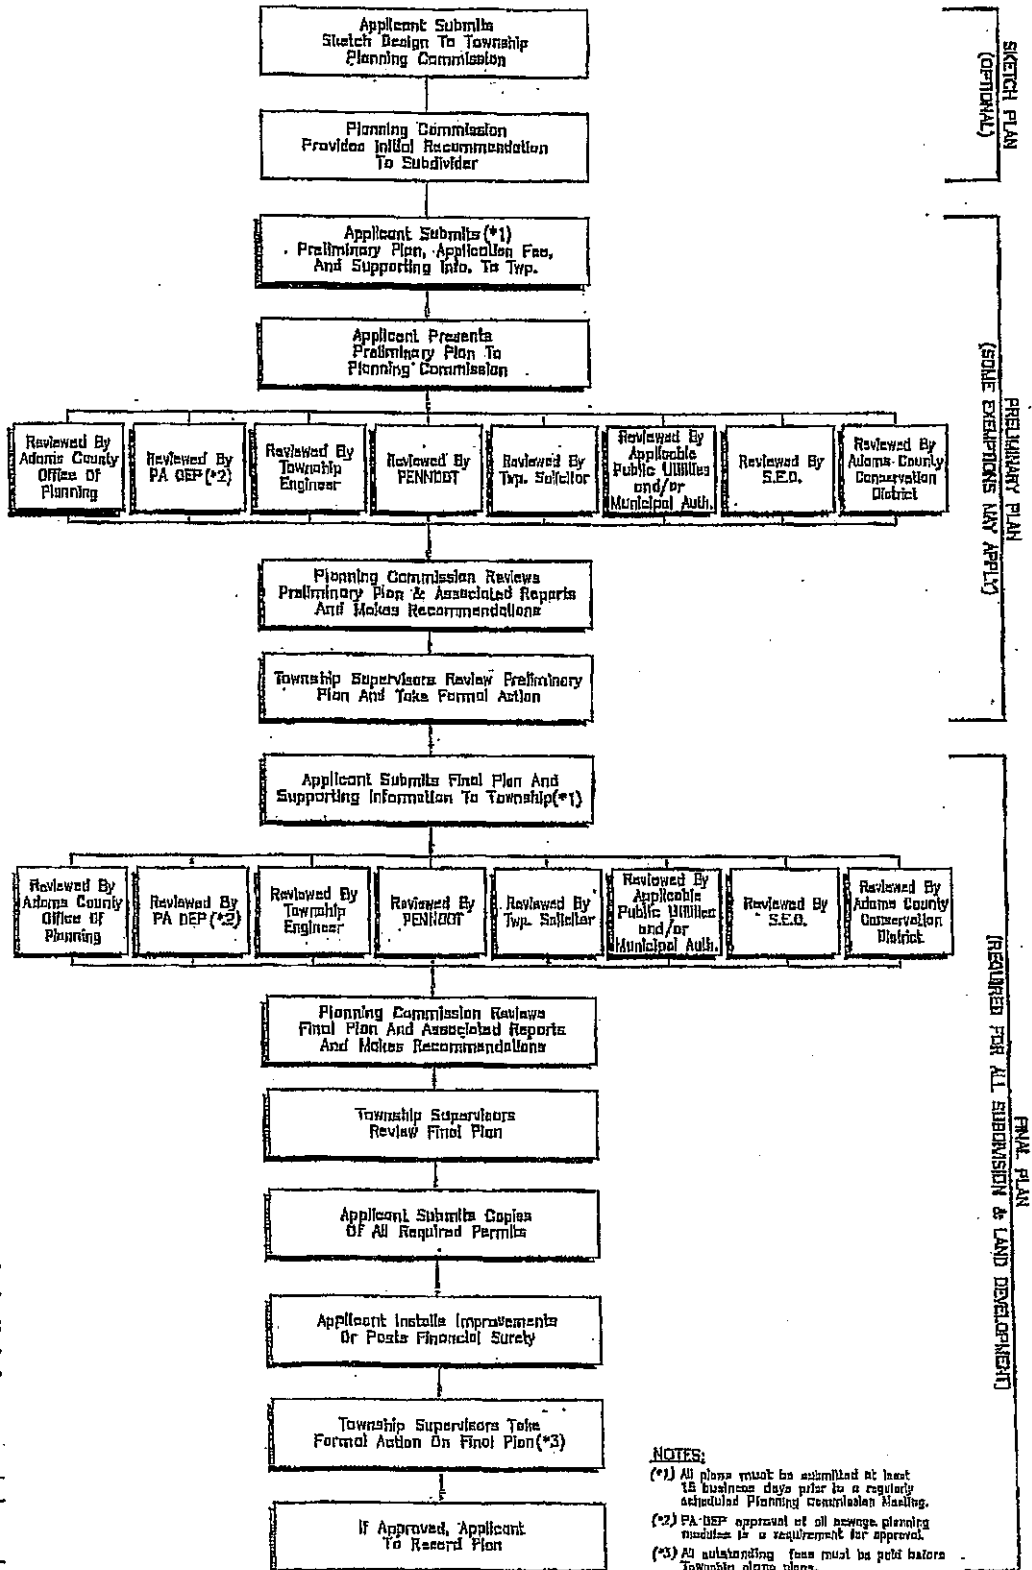 Applicant Submits
Sketch Design To Township
Planning Commission
SKETCH PLAN
(OPTIONAL)
Planning Commission
Provides Initial Recommendation
To Subdivider
Applicant Submits (*1)
Preliminary Plan, Application Fee,
And Supporting Info. To Twp.
PRELIMINARY PLAN
(SOME EXEMPTIONS MAY APPLY)
Applicant Presents
Preliminary Plan To
Planning Commission
Reviewed By
Adams County
Office Of
Planning
Reviewed By
PA DEP (*2)
Reviewed By
Township
Engineer
Reviewed By
PENNDOT
Reviewed By
Twp. Solicitor
Reviewed By
Applicable
Public Utilities
and/or
Municipal Auth.
Reviewed By
S.E.O.
Reviewed By
Adams County
Conservation
District
Planning Commission Reviews
Preliminary Plan & Associated Reports
And Makes Recommendations
Township Supervisors Review Preliminary
Plan And Take Formal Action
Applicant Submits Final Plan And
Supporting Information To Township(*1)
FINAL PLAN
(REQUIRED FOR ALL SUBDIVISION & LAND DEVELOPMENT)
Reviewed By
Adams County
Office Of
Planning
Reviewed By
PA DEP (*2)
Reviewed By
Township
Engineer
Reviewed By
PENNDOT
Reviewed By
Twp. Solicitor
Reviewed By
Applicable
Public Utilities
and/or
Municipal Auth.
Reviewed By
S.E.O.
Reviewed By
Adams County
Conservation
District
Planning Commission Reviews
Final Plan And Associated Reports
And Makes Recommendations
Township Supervisors
Review Final Plan
Applicant Submits Copies
Of All Required Permits
Applicant Installs Improvements
Or Posts Financial Surety
Township Supervisors Take
Formal Action On Final Plan(*3)
If Approved, Applicant
To Record Plan
NOTES:
(*1) All plans must be submitted at least
15 business days prior to a regularly
scheduled Planning Commission Meeting.
(*2) PA-DEP approval of all sewage planning
modules is a requirement for approval.
(*3) All outstanding fees must be paid before
Township signs plans.